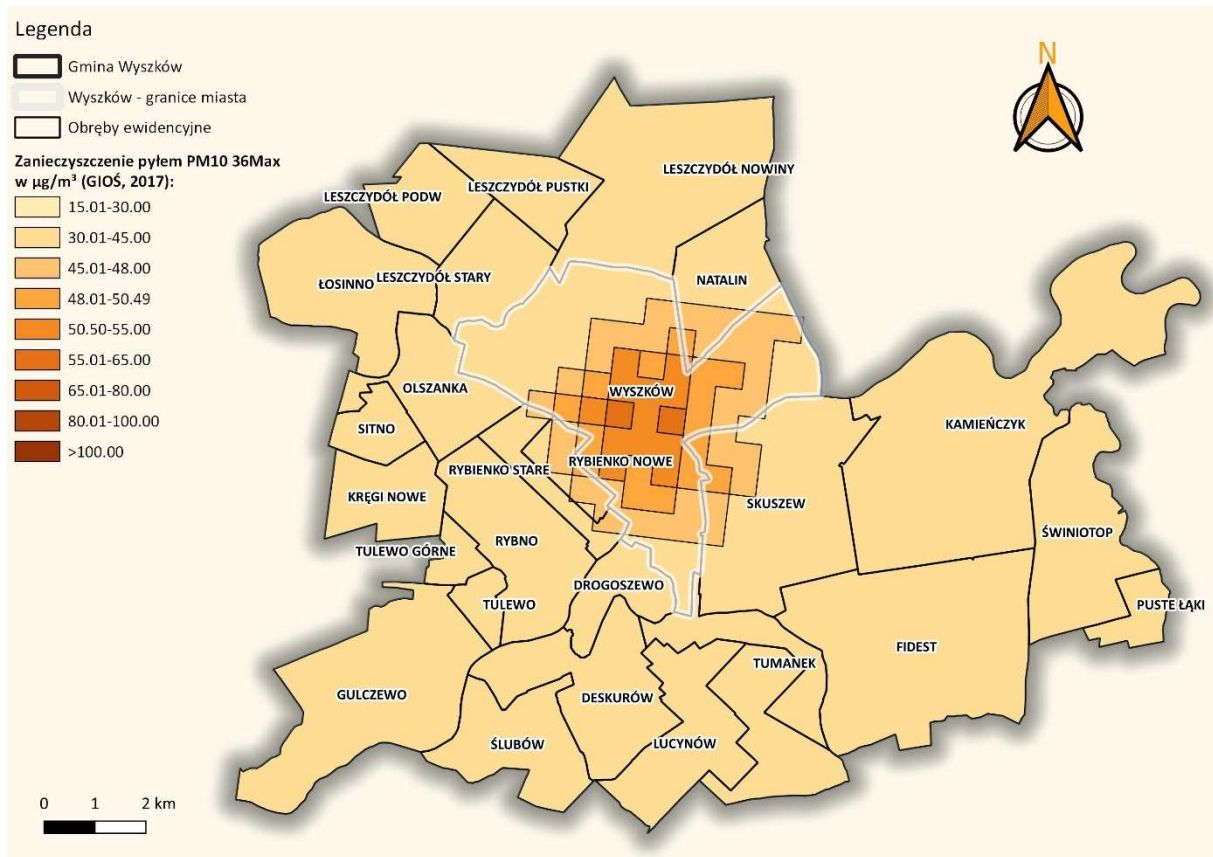 Legenda
Gmina Wyszków
Wyszków - granice miasta
Obręby ewidencyjne
Zanieczyszczenie pyłem PM10 36Max
w µg/m³ (GIOŚ, 2017):
15.01-30.00
30.01-45.00
45.01-48.00
48.01-50.49
50.50-55.00
55.01-65.00
65.01-80.00
80.01-100.00
>100.00
N
LESZCZYDÓŁ NOWINY
LESZCZYDÓŁ PUSTKI
LESZCZYDÓŁ PODW
LESZCZYDÓŁ STARY
ŁOSINNO
NATALIN
OLSZANKA
WYSZKÓW
SITNO
KAMIEŃCZYK
RYBIENKO STARE
RYBIENKO NOWE
KRĘGI NOWE
SKUSZEW
ŚWINIOTOP
TULEWO GÓRNE
RYBNO
DROGOSZEWO
TULEWO
PUSTE ŁĄKI
FIDEST
TUMANEK
GULCZEWO
DESKURÓW
ŚLUBÓW
LUCYNÓW
0 1 2 km